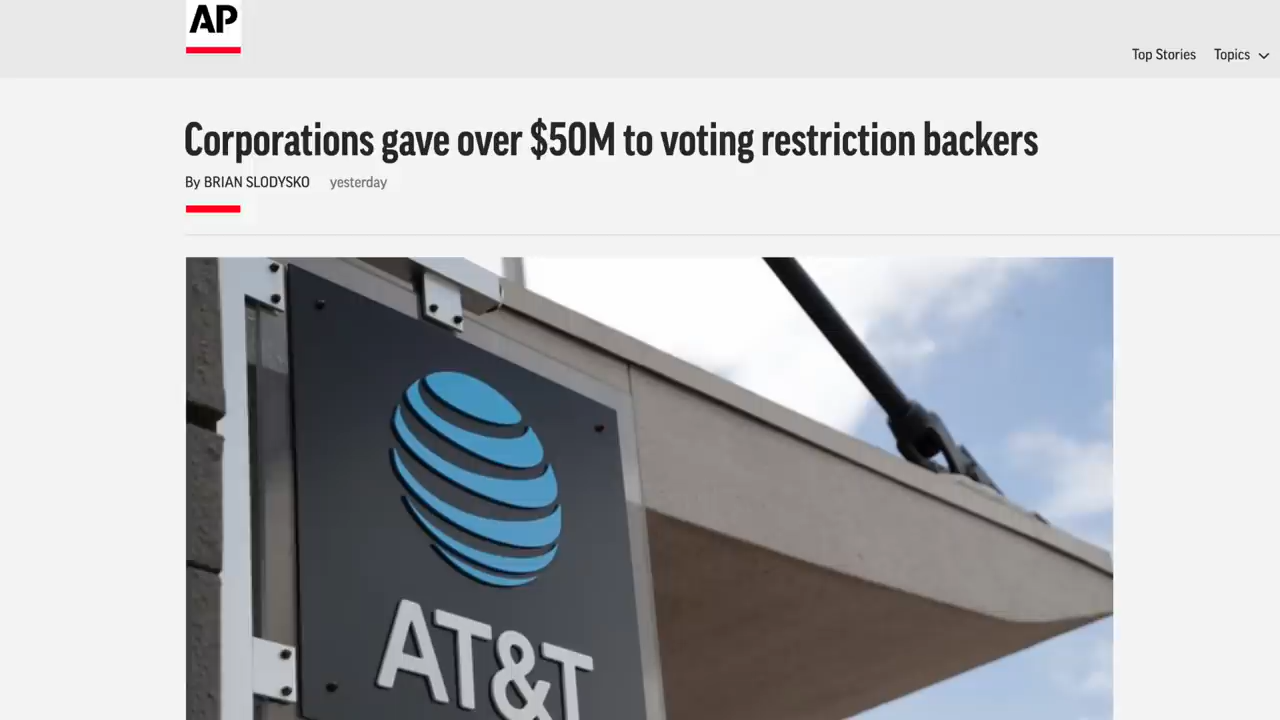 AP
Top Stories Topics
Corporations gave over $50M to voting restriction backers
By BRIAN SLODYSKO yesterday
AT&T